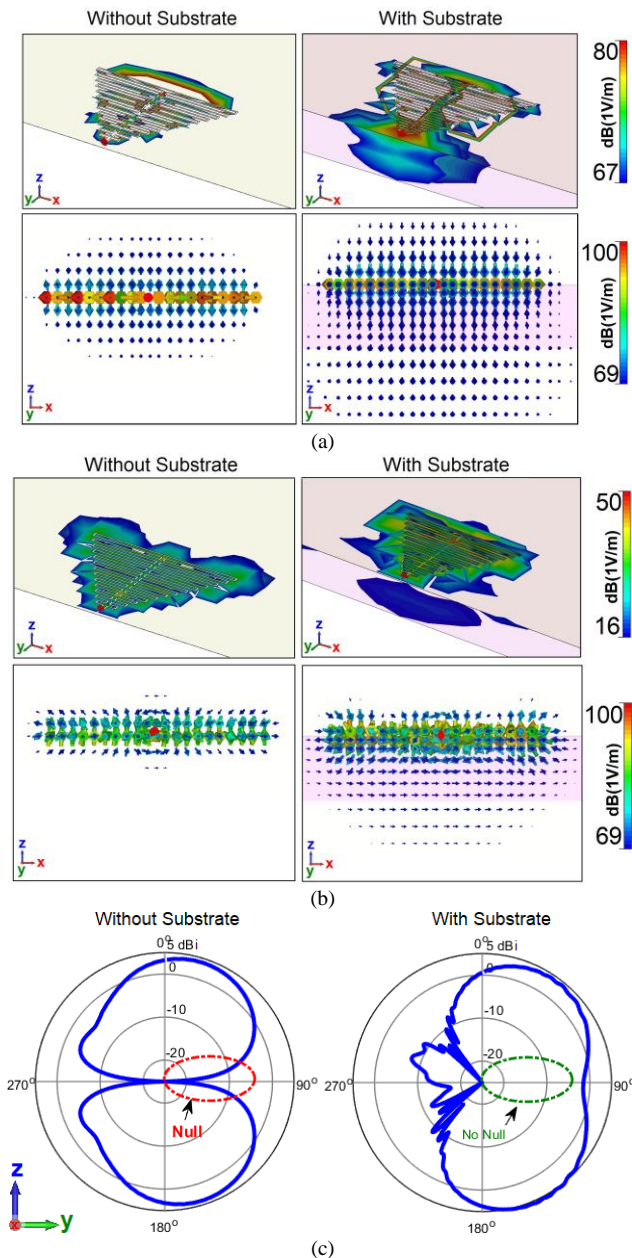 Without Substrate
With Substrate
80
dB(1V/m)
67
z
y x
z
y x
100
dB(1V/m)
69
z
y x
z
y x
(a)
Without Substrate
With Substrate
50
dB(1V/m)
16
z
y x
z
y x
100
dB(1V/m)
69
z
y x
z
y x
(b)
Without Substrate
With Substrate
0° 5 dBi
0
-10
-20
270°
90°
Null
180°
0° 5 dBi
0
-10
-20
270°
90°
No Null
180°
z
x
y
(c)